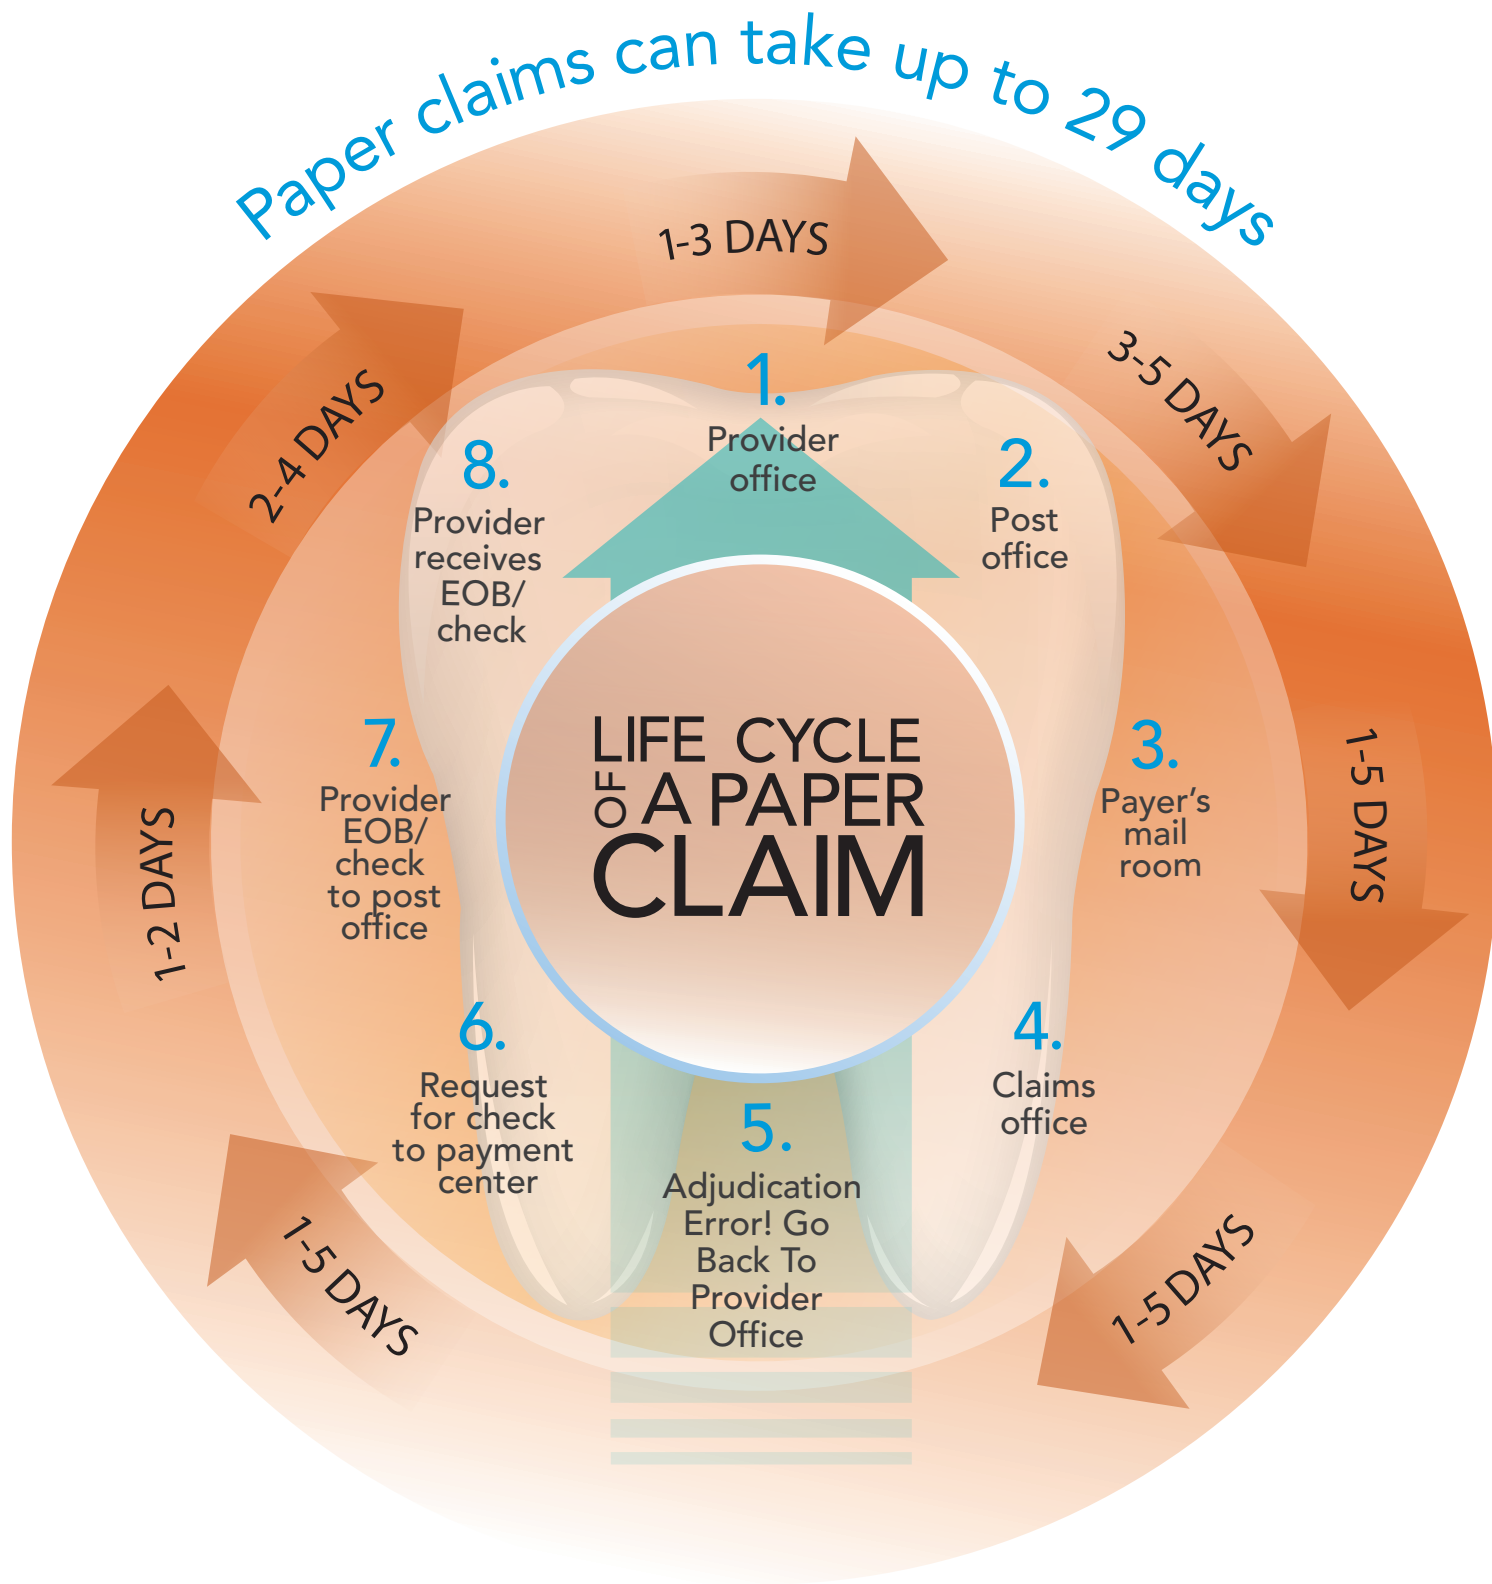 Paper claims can take up to 29 days
1-3 DAYS
3-5 DAYS
1-5 DAYS
1-5 DAYS
1-5 DAYS
1-2 DAYS
2-4 DAYS
1.
Provider
office
2.
Post
office
3.
Payer’s
mail
room
4.
Claims
office
5.
Adjudication
Error! Go
Back To
Provider
Office
6.
Request
for check
to payment
center
7.
Provider
EOB/
check
to post
office
8.
Provider
receives
EOB/
check
LIFE CYCLE
OF A PAPER
CLAIM